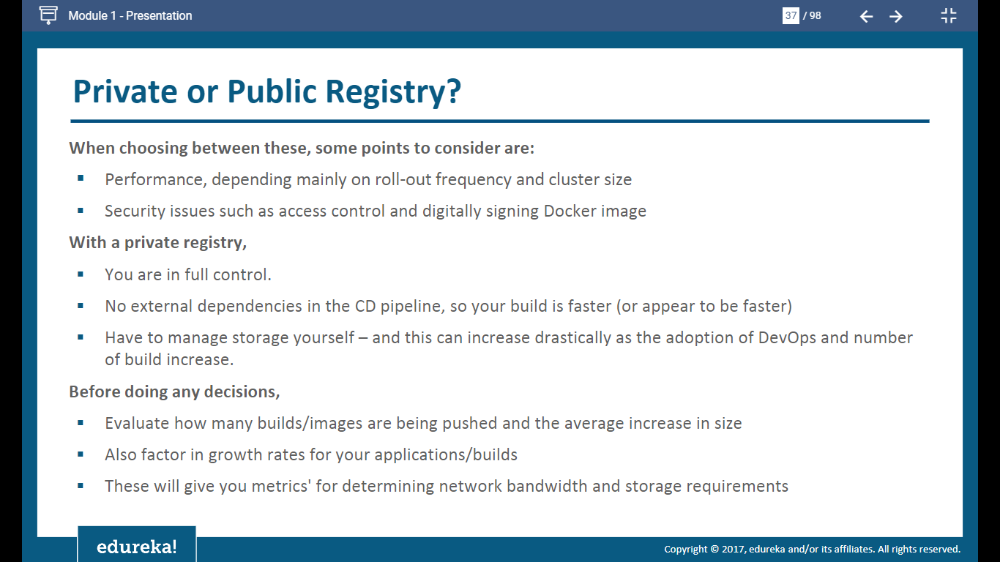 Module 1 - Presentation
37 / 98
Private or Public Registry?
When choosing between these, some points to consider are:
▪ Performance, depending mainly on roll-out frequency and cluster size
▪ Security issues such as access control and digitally signing Docker image
With a private registry,
▪ You are in full control.
▪ No external dependencies in the CD pipeline, so your build is faster (or appear to be faster)
▪ Have to manage storage yourself – and this can increase drastically as the adoption of DevOps and number
of build increase.
Before doing any decisions,
▪ Evaluate how many builds/images are being pushed and the average increase in size
▪ Also factor in growth rates for your applications/builds
▪ These will give you metrics' for determining network bandwidth and storage requirements
edureka!
Copyright © 2017, edureka and/or its affiliates. All rights reserved.